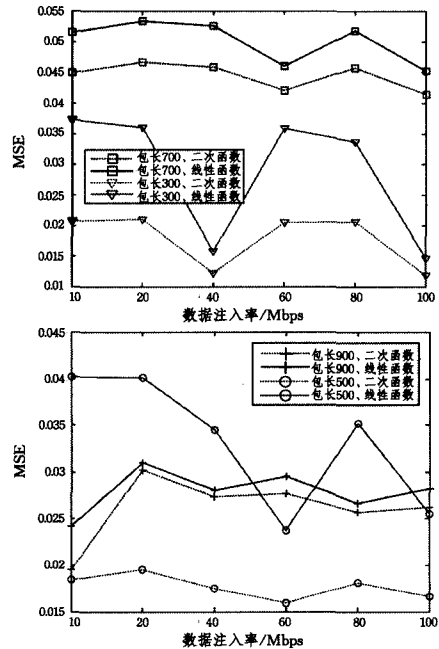 0.055
0.05
0.045
0.04
0.035
0.03
0.025
0.02
0.015
0.01
MSE
包长700、二次函数
包长700、线性函数
包长300、二次函数
包长300、线性函数
10 20 40 60 80 100
数据注入率/Mbps
0.045
0.04
0.035
0.03
0.025
0.02
0.015
MSE
包长900、二次函数
包长900、线性函数
包长500、二次函数
包长500、线性函数
10 20 40 60 80 100
数据注入率/Mbps